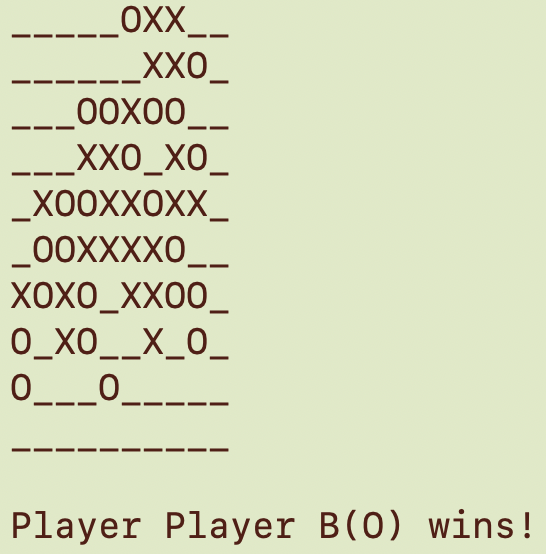 _____OXX__
______XXO_
___OOXOO__
___XXO_XO_
_XOOXXOXX_
_OOXXXXO__
XOXO_XXOO_
O_XO__X_O_
O___O_____
__________
Player Player B(O) wins!